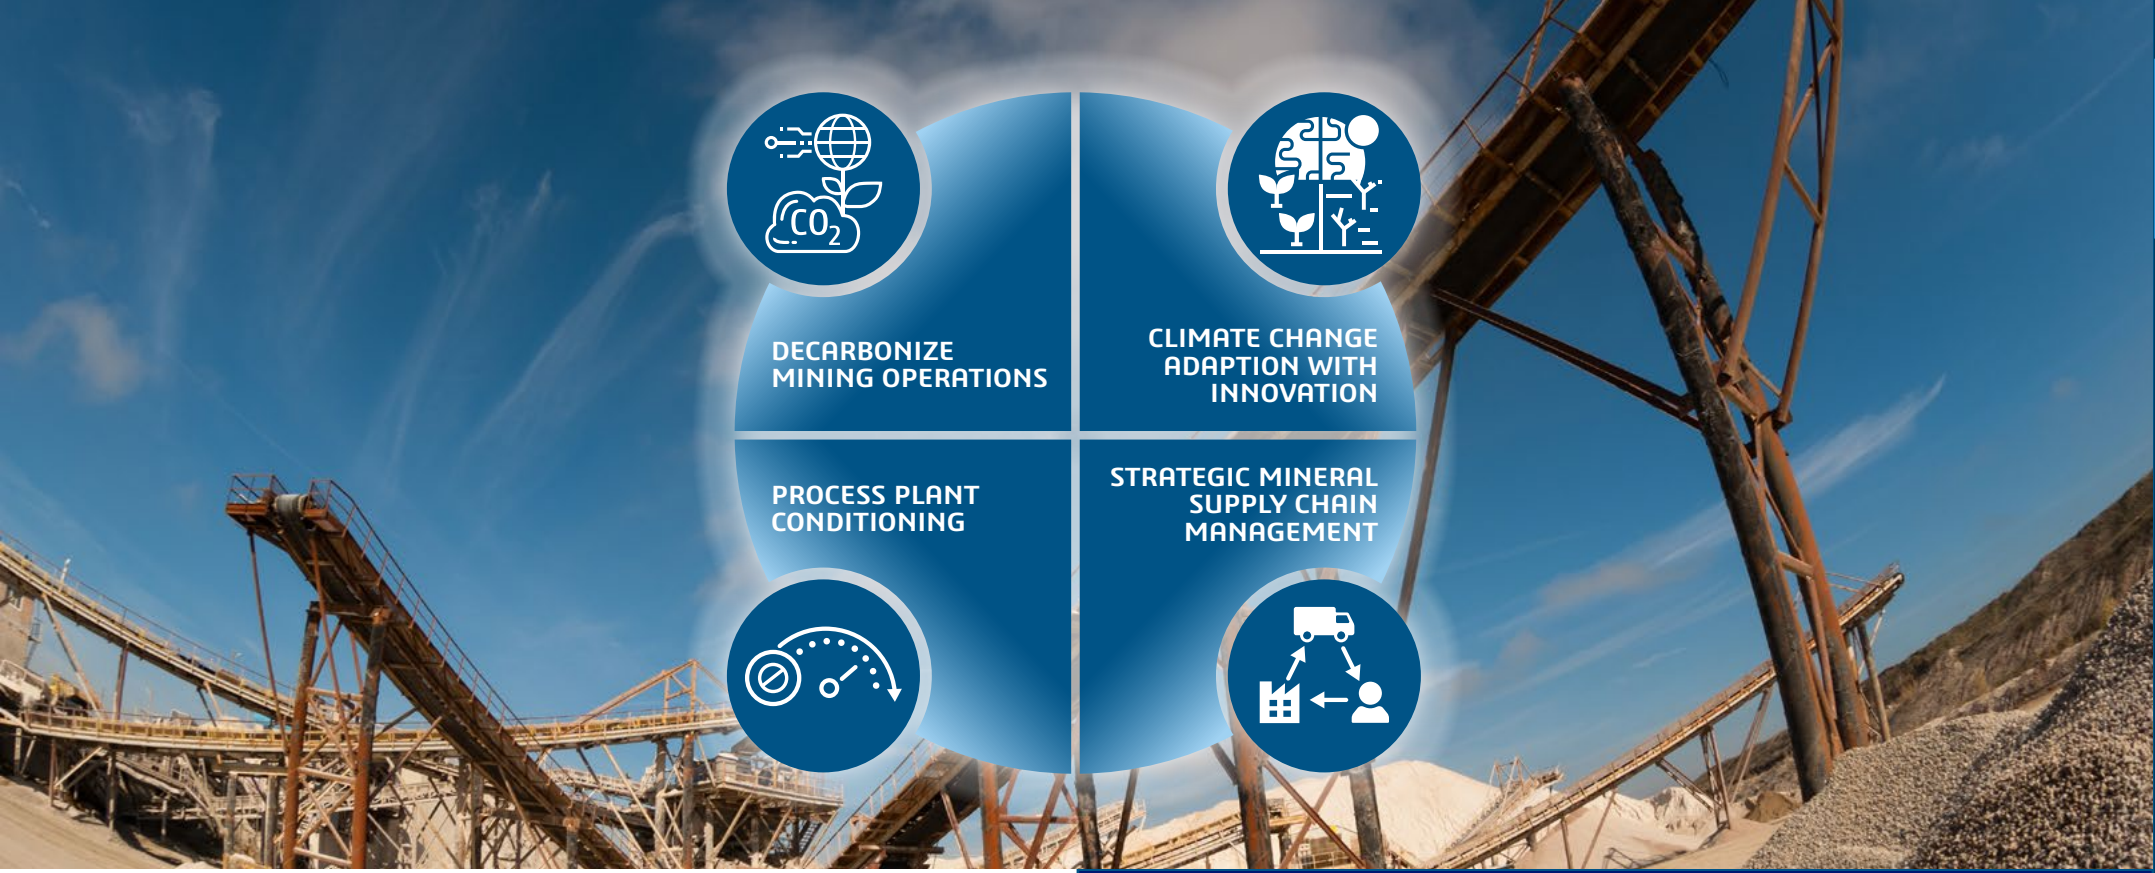 CO2
DECARBONIZE
MINING OPERATIONS
CLIMATE CHANGE
ADAPTION WITH
INNOVATION
PROCESS PLANT
CONDITIONING
STRATEGIC MINERAL
SUPPLY CHAIN
MANAGEMENT